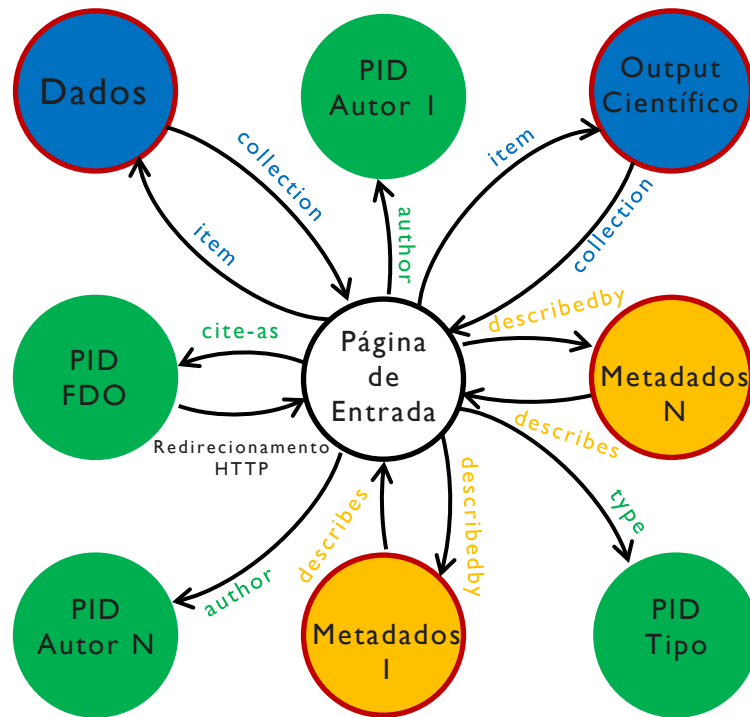 Dados
PID
Autor 1
Output
Científico
collection
item
author
item
collection
cite-as
describedby
PID
FDO
Página
de
Entrada
Metadados
N
Redirecionamento
HTTP
describes
describes
describedby
type
author
PID
Autor N
Metadados
1
PID
Tipo